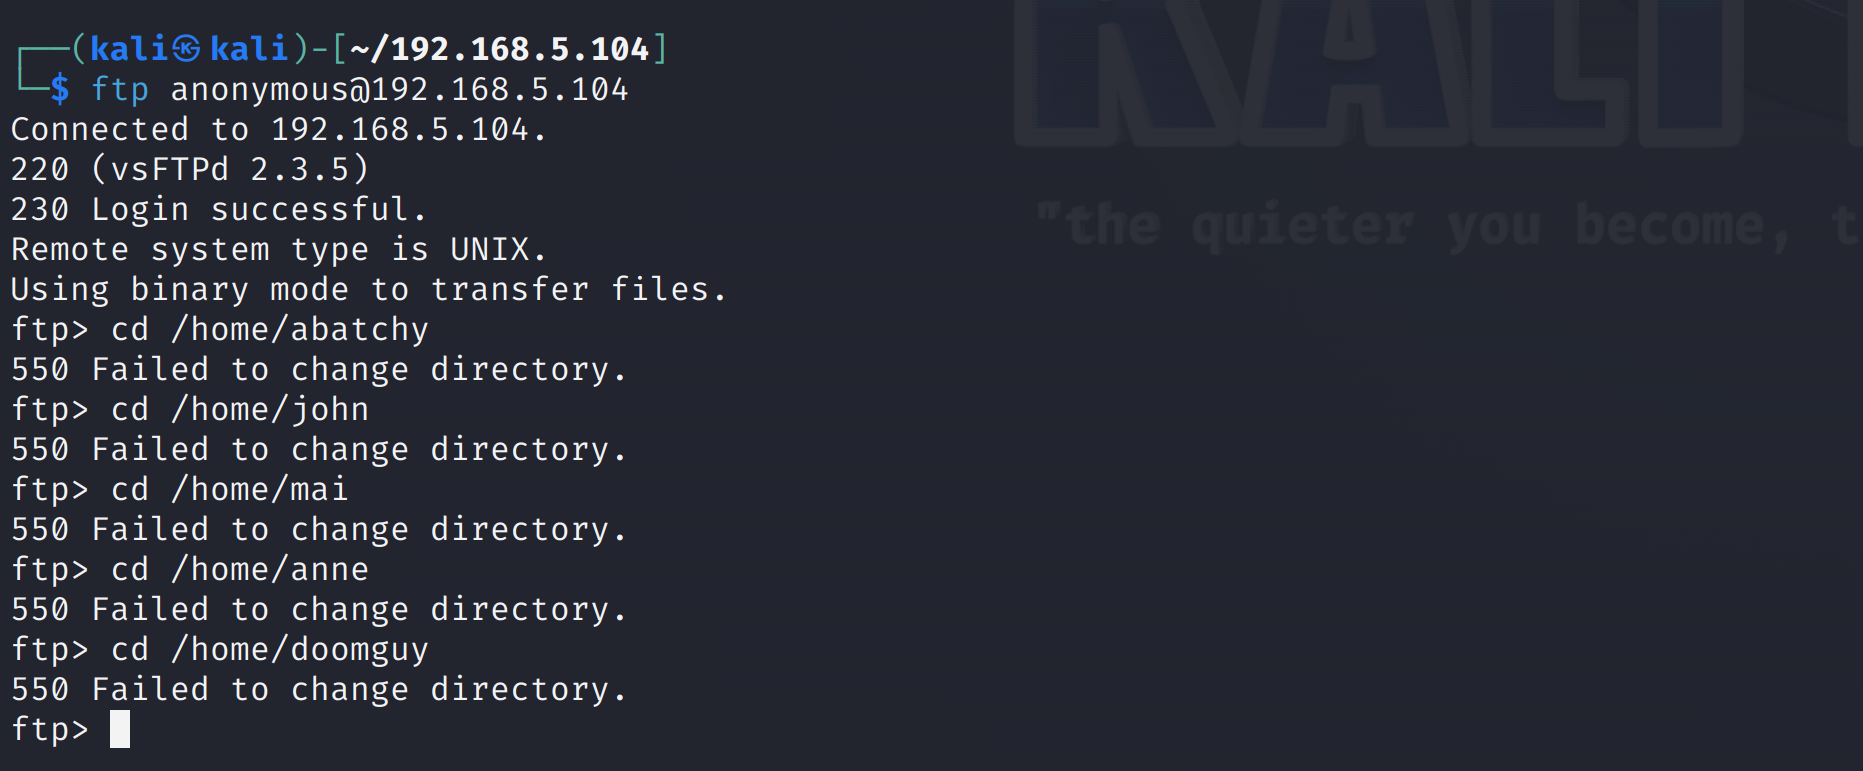 ┌──(kali㉿kali)-[~/192.168.5.104]
└─$ ftp anonymous@192.168.5.104
Connected to 192.168.5.104.
220 (vsFTPd 2.3.5)
230 Login successful.
Remote system type is UNIX.
Using binary mode to transfer files.
ftp> cd /home/abatchy
550 Failed to change directory.
ftp> cd /home/john
550 Failed to change directory.
ftp> cd /home/mai
550 Failed to change directory.
ftp> cd /home/anne
550 Failed to change directory.
ftp> cd /home/doomguy
550 Failed to change directory.
ftp>
KALI
"the quieter you become, t